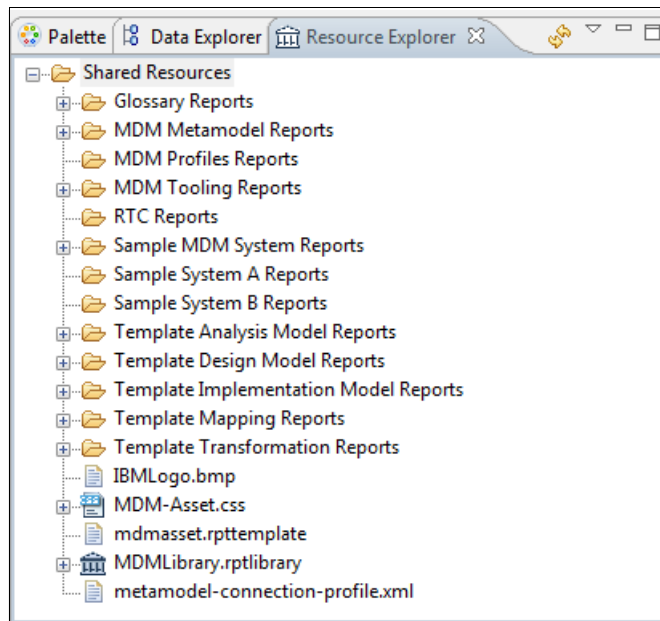 Palette Data Explorer Resource Explorer
Shared Resources
Glossary Reports
MDM Metamodel Reports
MDM Profiles Reports
MDM Tooling Reports
RTC Reports
Sample MDM System Reports
Sample System A Reports
Sample System B Reports
Template Analysis Model Reports
Template Design Model Reports
Template Implementation Model Reports
Template Mapping Reports
Template Transformation Reports
IBMLogo.bmp
MDM-Asset.css
mdmasset.rpttemplate
MDMLibrary.rptlibrary
metamodel-connection-profile.xml